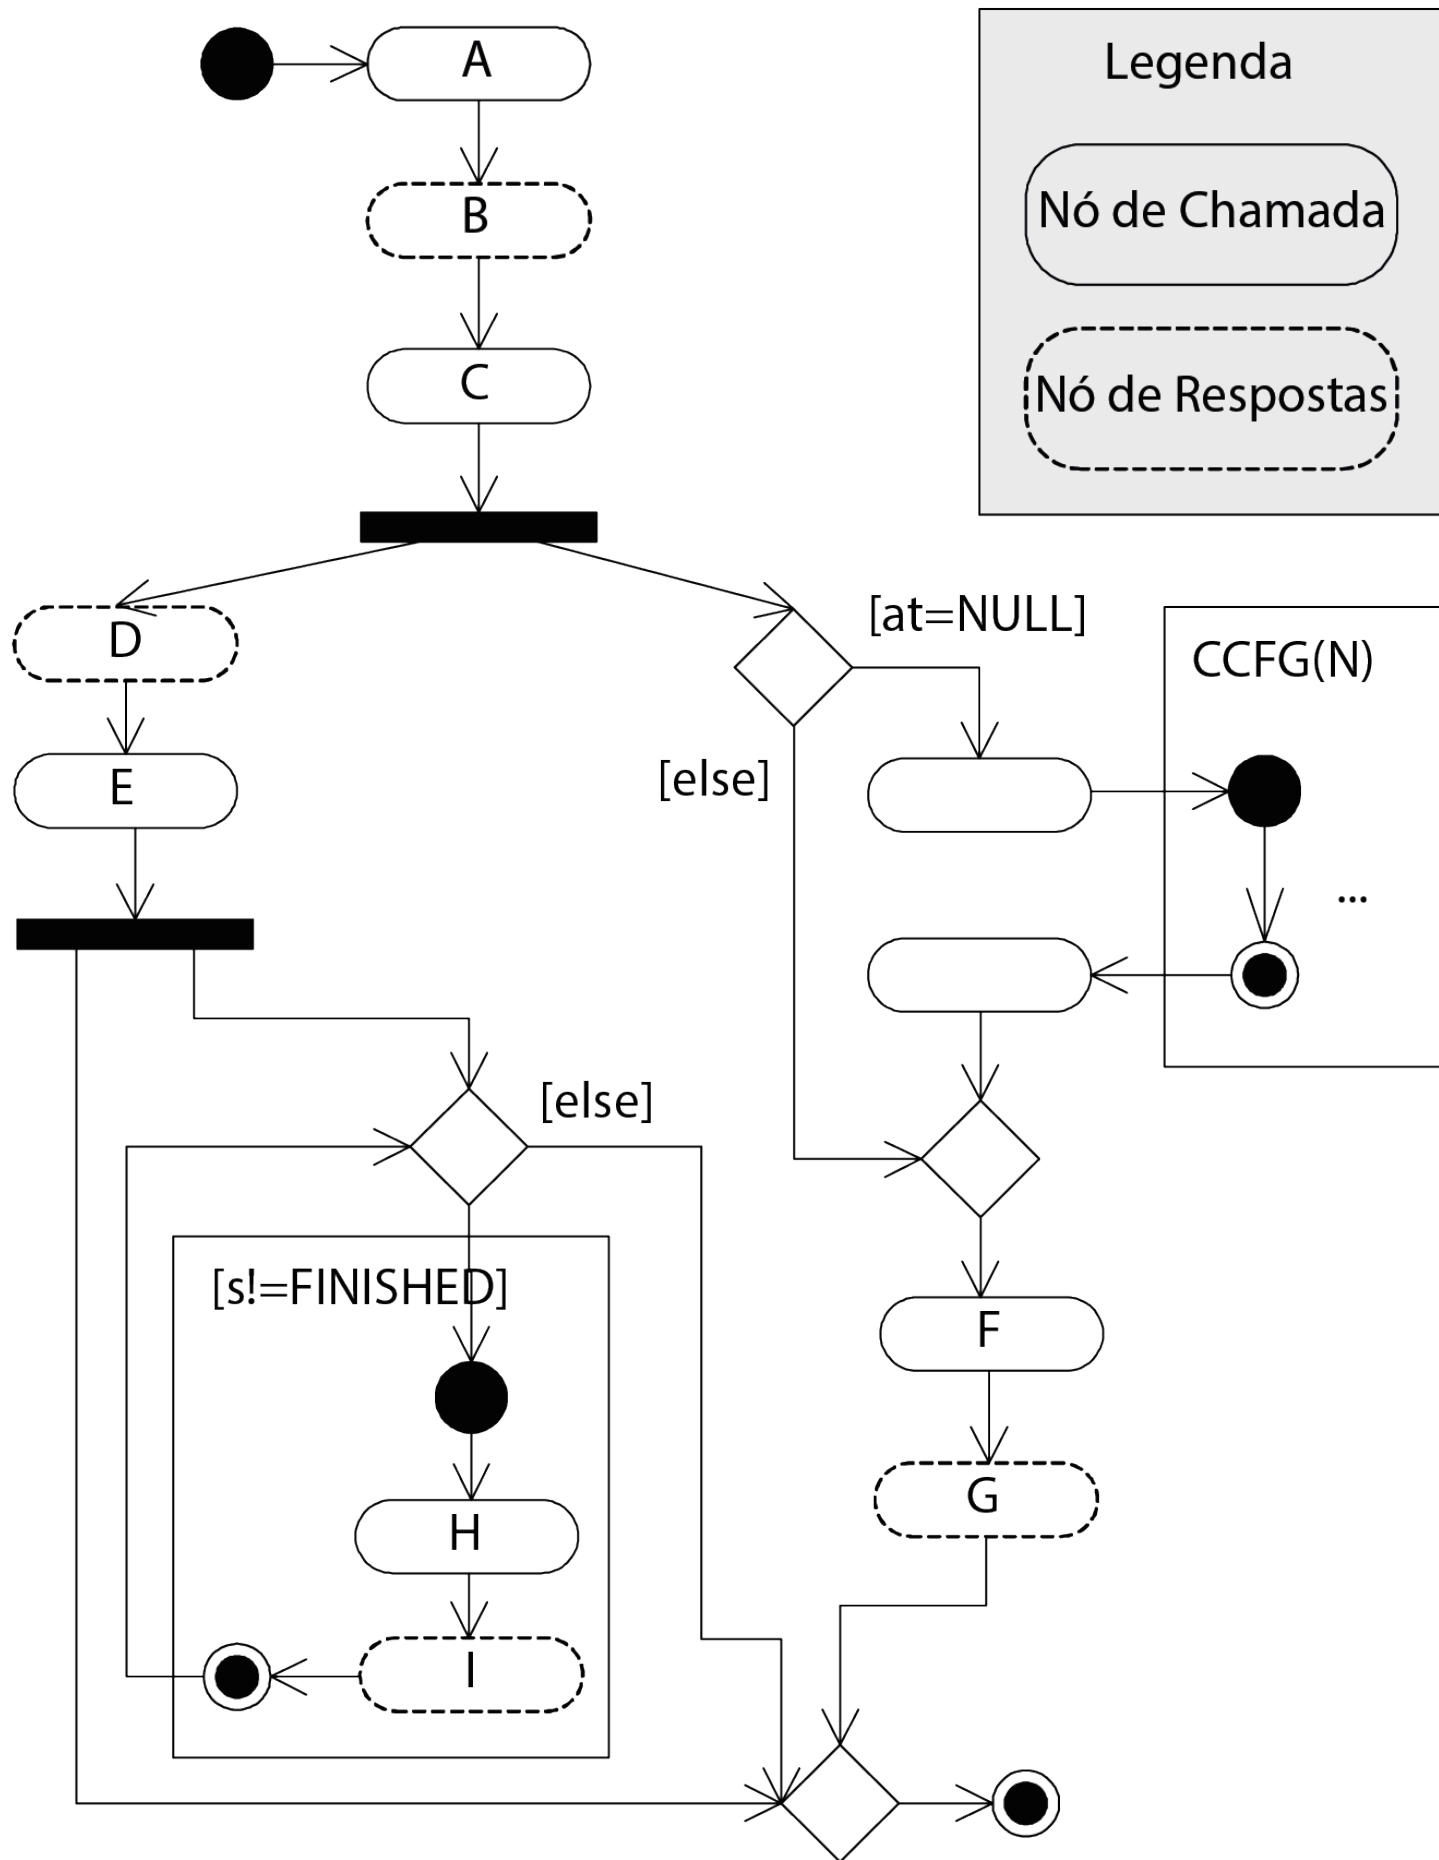 A
Legenda
Nó de Chamada
B
Nó de Respostas
C
[at=NULL]
D
CCFG(N)
[else]
E
...
[else]
[s!=FINISHED]
F
G
H
I